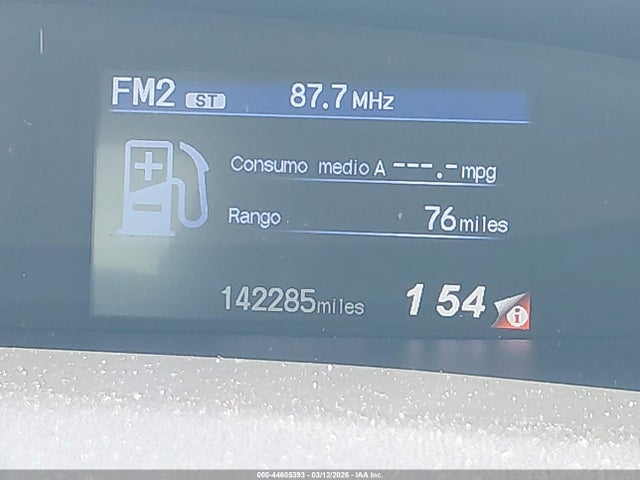 FM2 ST 87.7 MHz
Consumo medio A ---.- mpg
Rango 76 miles
142285 miles 1 54 i
000-44605393 - 03/12/2026 - IAA Inc.